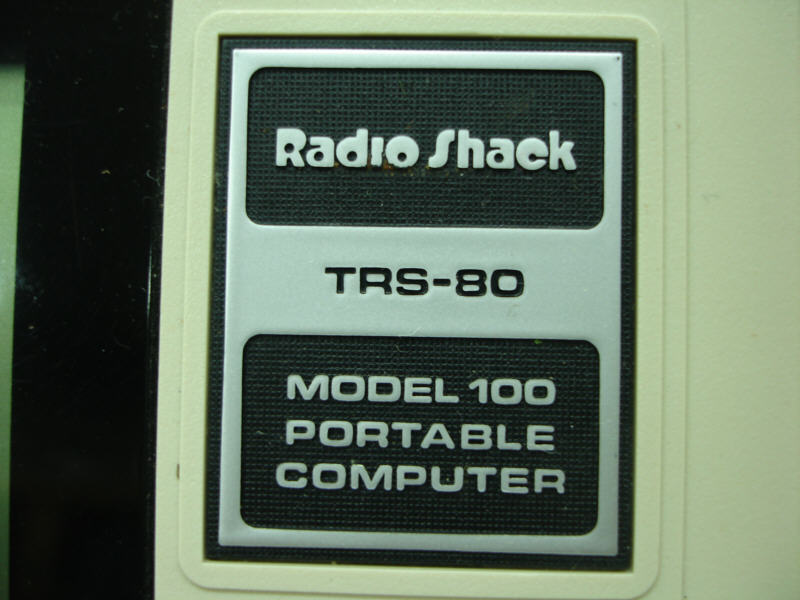 Radio Shack
TRS-80
MODEL 100
PORTABLE
COMPUTER